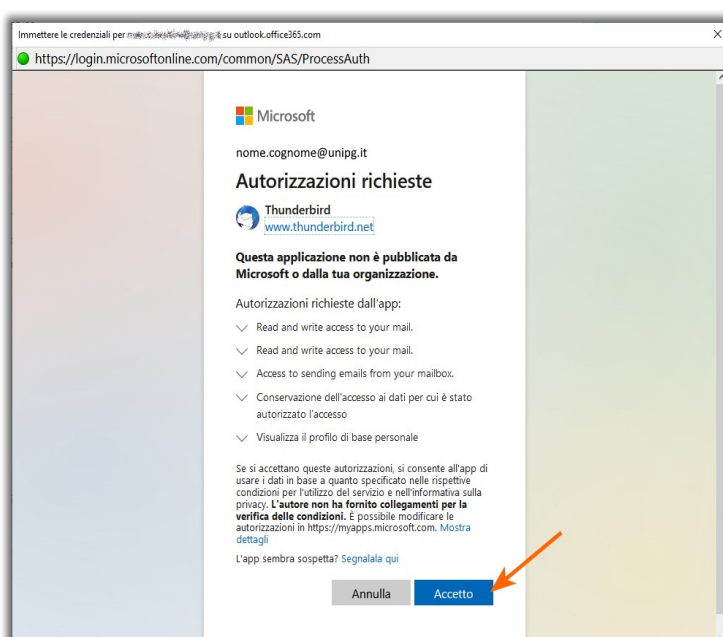 Immettere le credenziali per su outlook.office365.com
https://login.microsoftonline.com/common/SAS/ProcessAuth
Microsoft
nome.cognome@unipg.it
Autorizzazioni richieste
Thunderbird
www.thunderbird.net
Questa applicazione non è pubblicata da
Microsoft o dalla tua organizzazione.
Autorizzazioni richieste dall'app:
Read and write access to your mail.
Read and write access to your mail.
Access to sending emails from your mailbox.
Conservazione dell'accesso ai dati per cui è stato
autorizzato l'accesso
Visualizza il profilo di base personale
Se si accettano queste autorizzazioni, si consente all'app di
usare i dati in base a quanto specificato nelle rispettive
condizioni per l'utilizzo del servizio e nell'informativa sulla
privacy. L'autore non ha fornito collegamenti per la
verifica delle condizioni. È possibile modificare le
autorizzazioni in https://myapps.microsoft.com. Mostra
dettagli
L'app sembra sospetta? Segnalala qui
Annulla Accetto